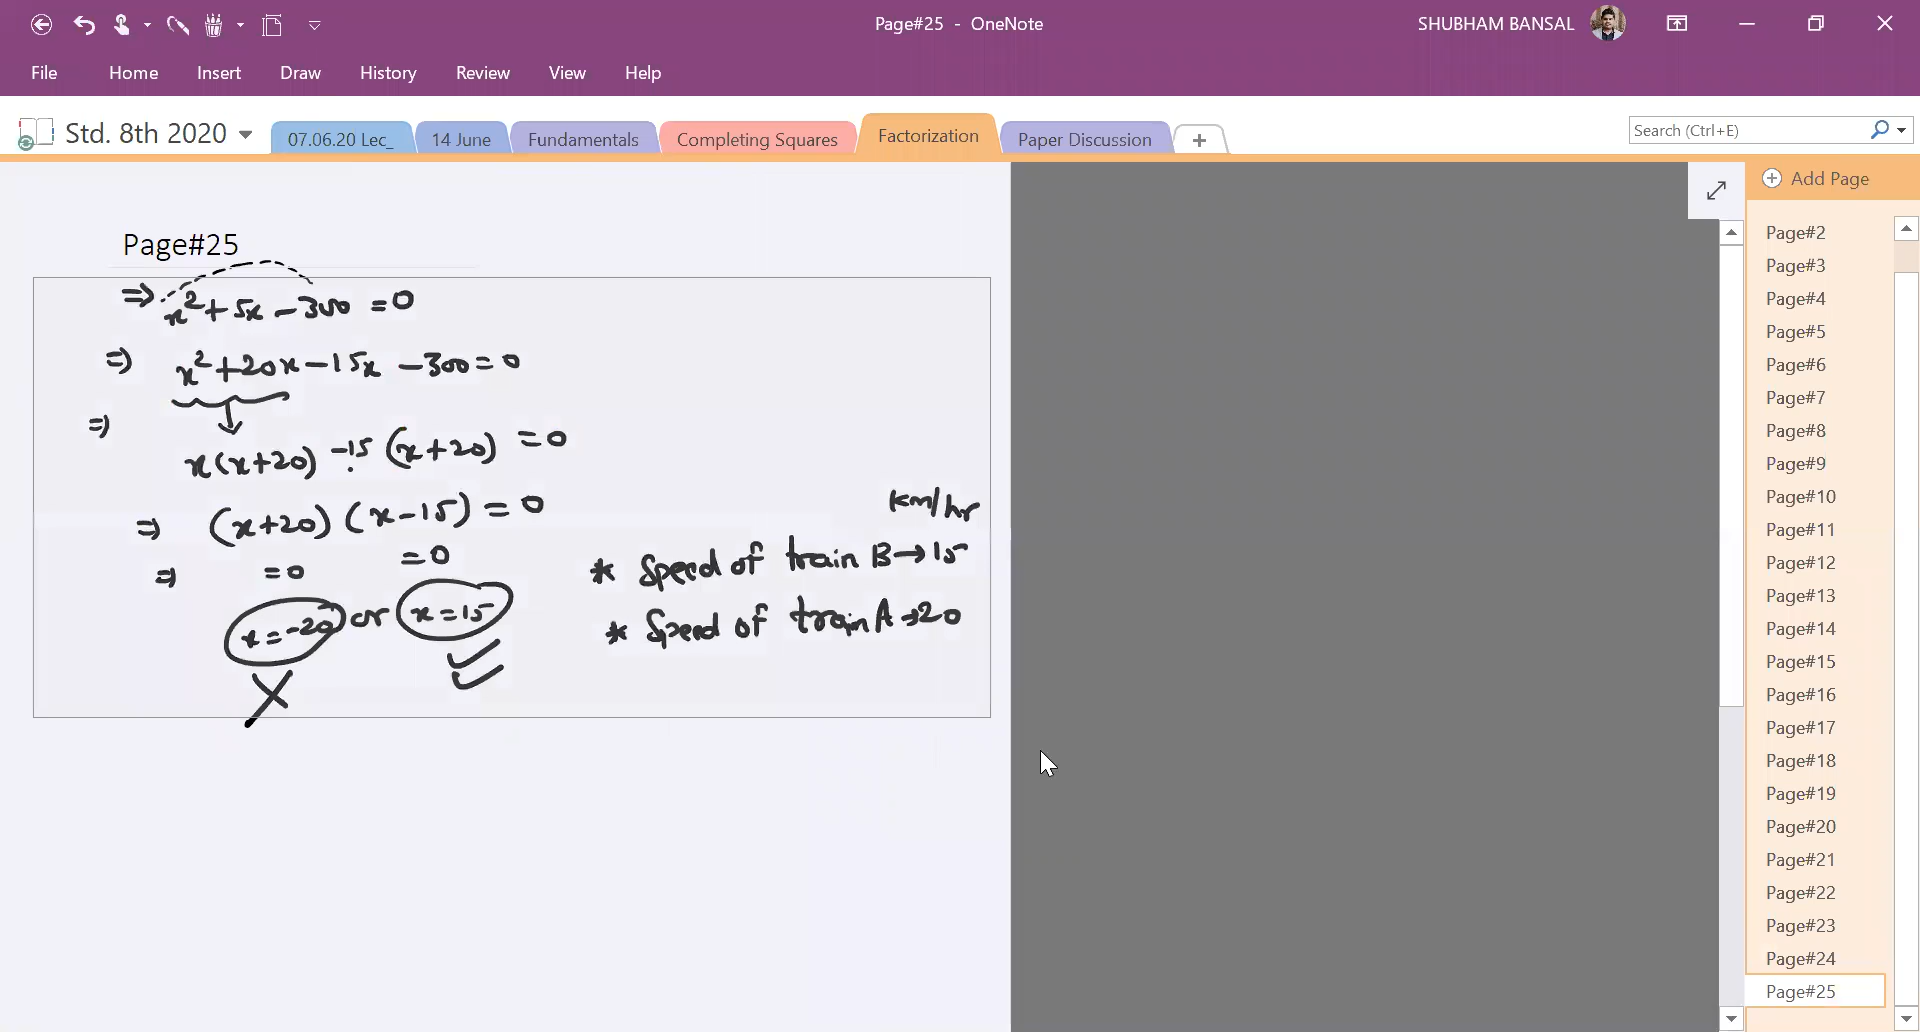 Page#25 - OneNote
SHUBHAM BANSAL
File Home Insert Draw History Review View Help
Std. 8th 2020
07.06.20 Lec_
14 June
Fundamentals
Completing Squares
Factorization
Paper Discussion
+
Search (Ctrl+E)
Page#25
⇒ x² + 5x - 300 = 0
⇒ x² + 20x - 15x - 300 = 0
⇒
x(x+20) -15 (x+20) = 0
⇒ (x+20) (x-15) = 0
⇒ =0 =0
x = -20 or x = 15
km/hr
* Speed of train B → 15
* Speed of train A → 20
Add Page
Page#2
Page#3
Page#4
Page#5
Page#6
Page#7
Page#8
Page#9
Page#10
Page#11
Page#12
Page#13
Page#14
Page#15
Page#16
Page#17
Page#18
Page#19
Page#20
Page#21
Page#22
Page#23
Page#24
Page#25